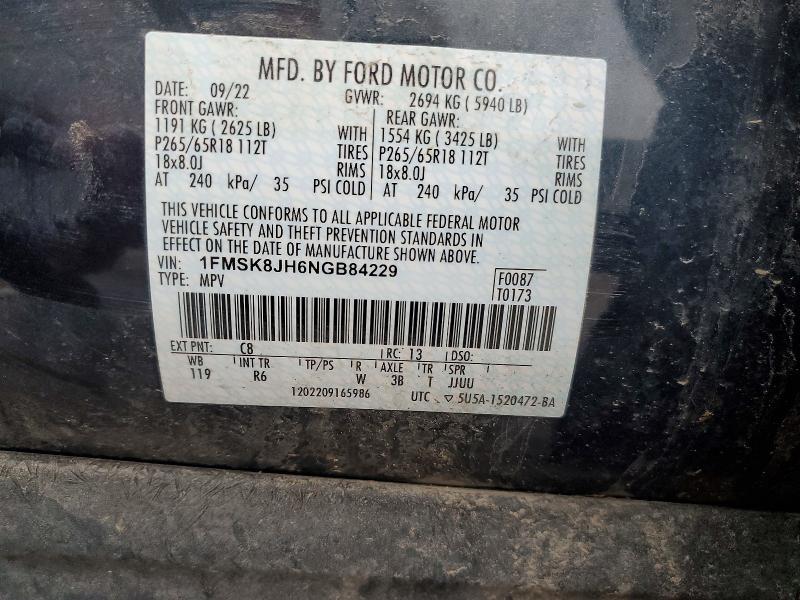 MFD. BY FORD MOTOR CO.
DATE: 09/22 GVWR: 2694 KG ( 5940 LB)
FRONT GAWR: REAR GAWR:
1191 KG ( 2625 LB) WITH 1554 KG ( 3425 LB) WITH
P265/65R18 112T TIRES P265/65R18 112T TIRES
18x8.0J RIMS 18x8.0J RIMS
AT 240 kPa/ 35 PSI COLD AT 240 kPa/ 35 PSI COLD
THIS VEHICLE CONFORMS TO ALL APPLICABLE FEDERAL MOTOR
VEHICLE SAFETY AND THEFT PREVENTION STANDARDS IN
EFFECT ON THE DATE OF MANUFACTURE SHOWN ABOVE.
VIN: 1FMSK8JH6NGB84229
TYPE: MPV F0087
T0173
EXT PNT: C8 RC: 13 DSO:
WB INT TR TP/PS R AXLE TR SPR
119 R6 W 3B T JJUU
1202209165986 UTC ▽ 5U5A-1520472-BA